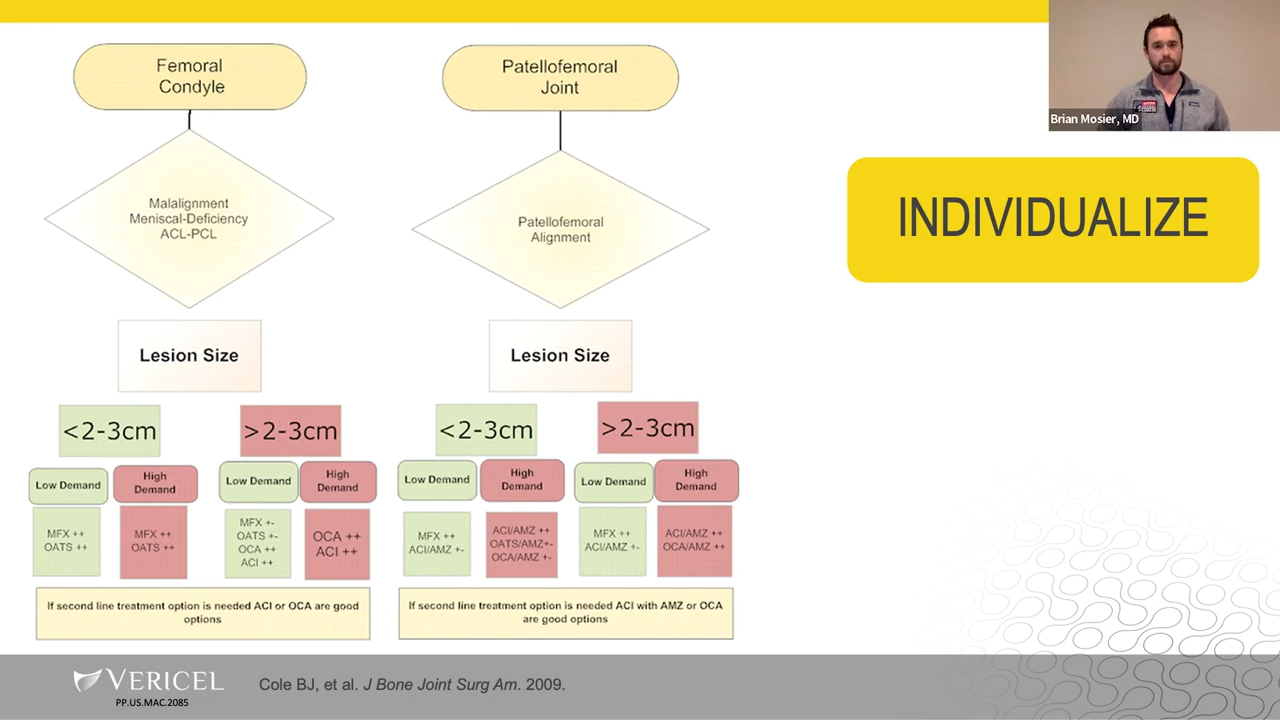 Femoral
Condyle
Malalignment
Meniscal-Deficiency
ACL-PCL
Lesion Size
<2-3cm
>2-3cm
Low Demand
High
Demand
Low Demand
High
Demand
MFX ++
OATS ++
MFX ++
OATS ++
MFX +-
OATS +-
OCA ++
ACI ++
OCA ++
ACI ++
If second line treatment option is needed ACI or OCA are good
options
Patellofemoral
Joint
Patellofemoral
Alignment
Lesion Size
<2-3cm
>2-3cm
Low Demand
High
Demand
Low Demand
High
Demand
MFX ++
ACI/AMZ +-
ACI/AMZ ++
OATS/AMZ+-
OCA/AMZ +-
MFX ++
ACI/AMZ +-
ACI/AMZ ++
OCA/AMZ ++
If second line treatment option is needed ACI with AMZ or OCA
are good options
Brian Mosier, MD
INDIVIDUALIZE
VERICEL
PP.US.MAC.2085
Cole BJ, et al. J Bone Joint Surg Am. 2009.